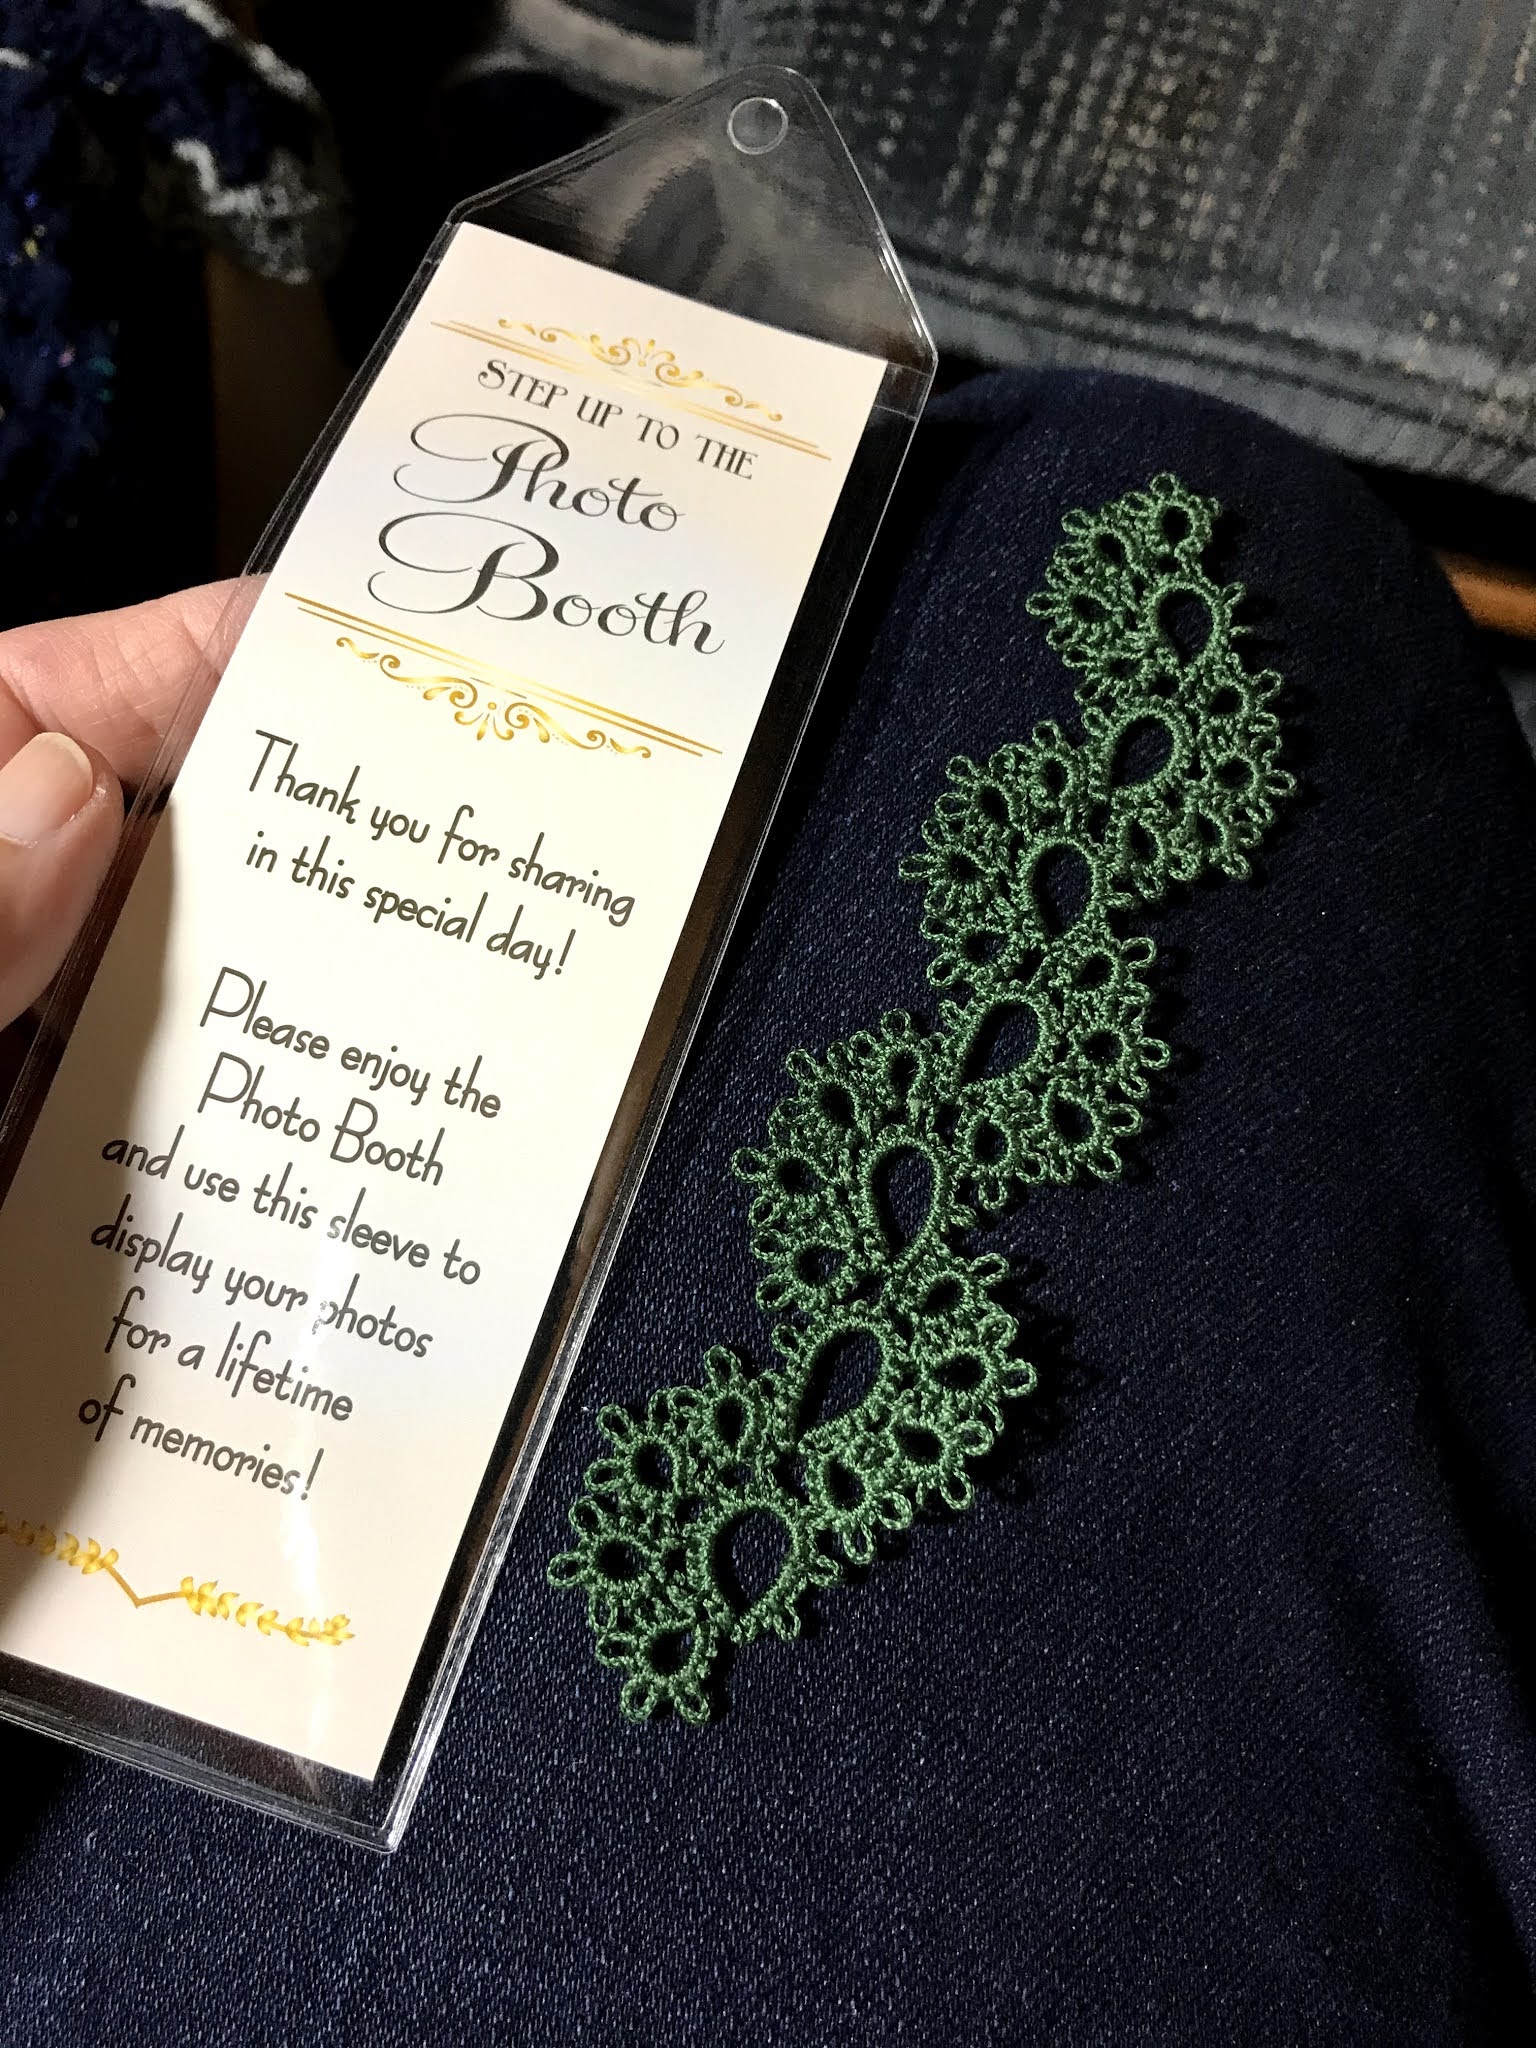 STEP UP TO THE
Photo
Booth
Thank you for sharing
in this special day!
Please enjoy the
Photo Booth
and use this sleeve to
display your photos
for a lifetime
of memories!